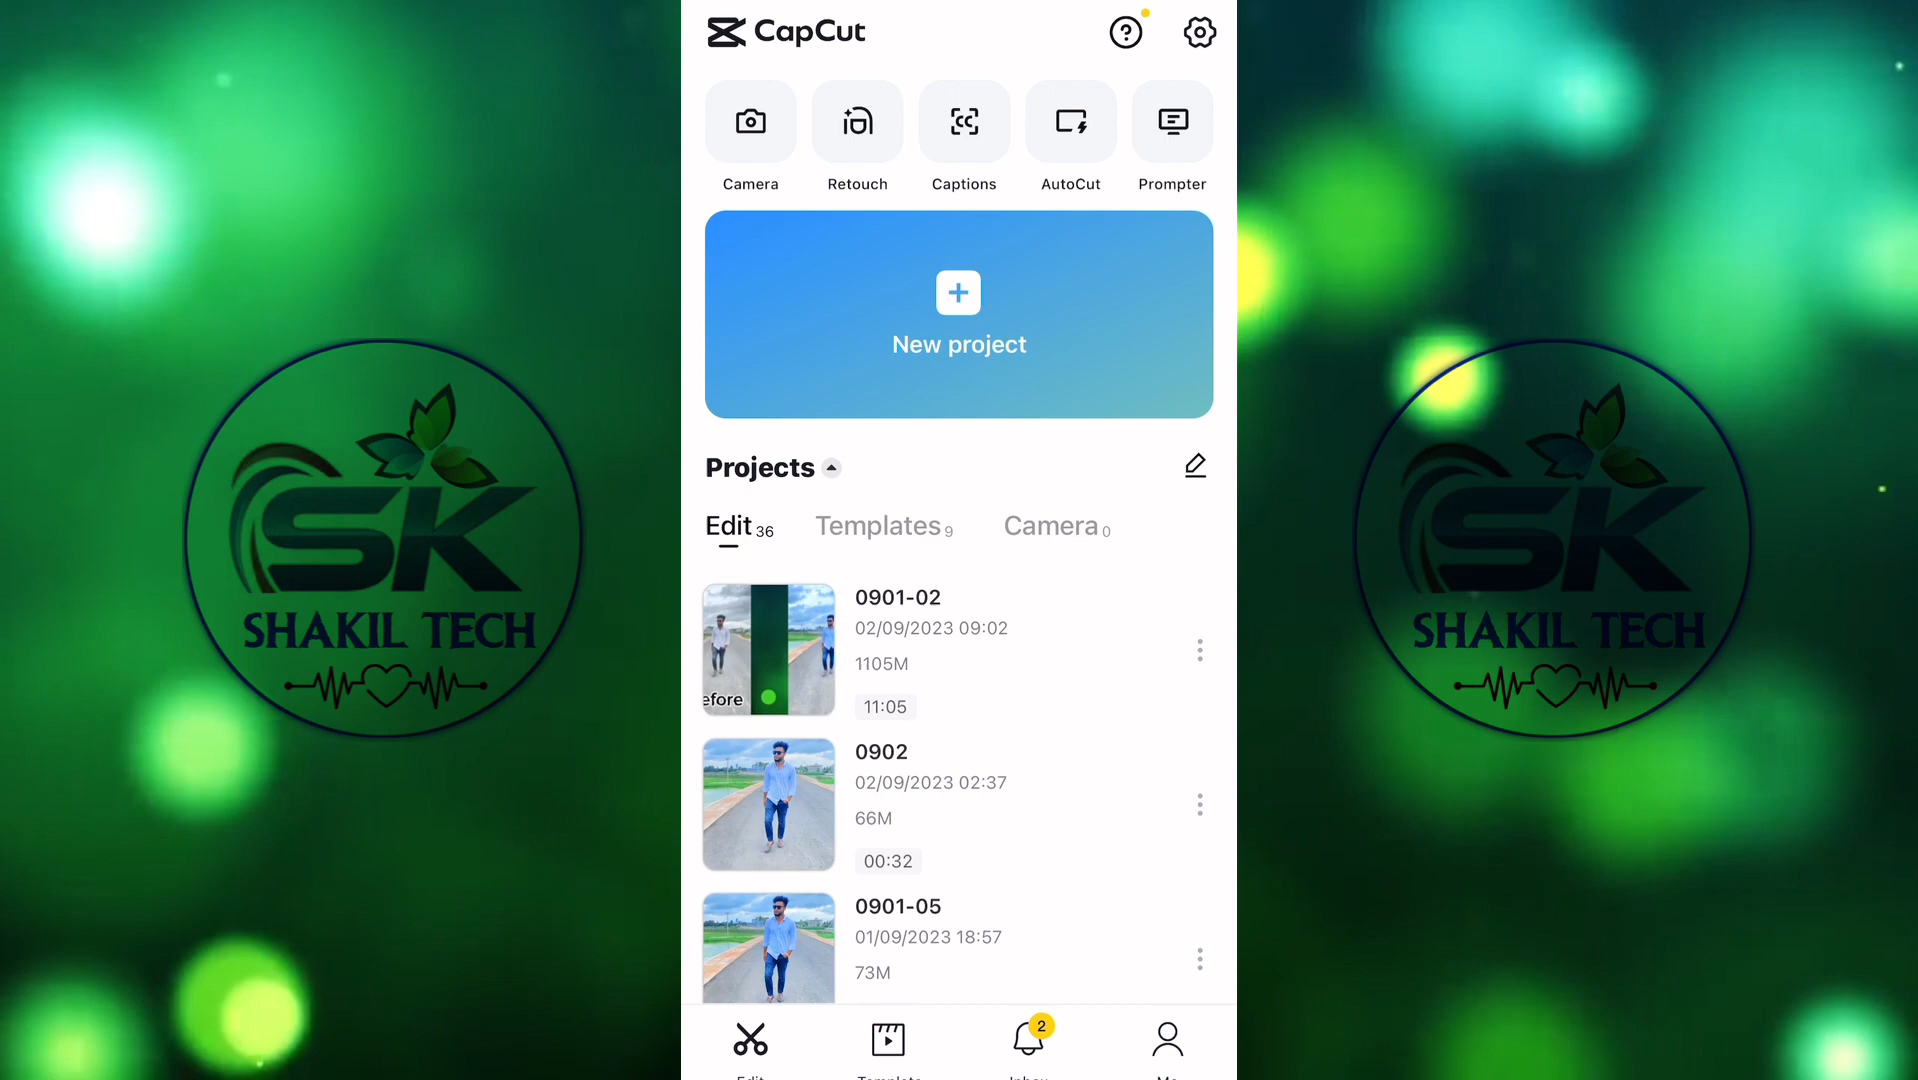 CapCut
Camera
Retouch
Captions
AutoCut
Prompter
New project
Projects
Edit 36
Templates 9
Camera 0
0901-02
02/09/2023 09:02
1105M
11:05
efore
0902
02/09/2023 02:37
66M
00:32
0901-05
01/09/2023 18:57
73M
2
SK
SHAKIL TECH
SK
SHAKIL TECH